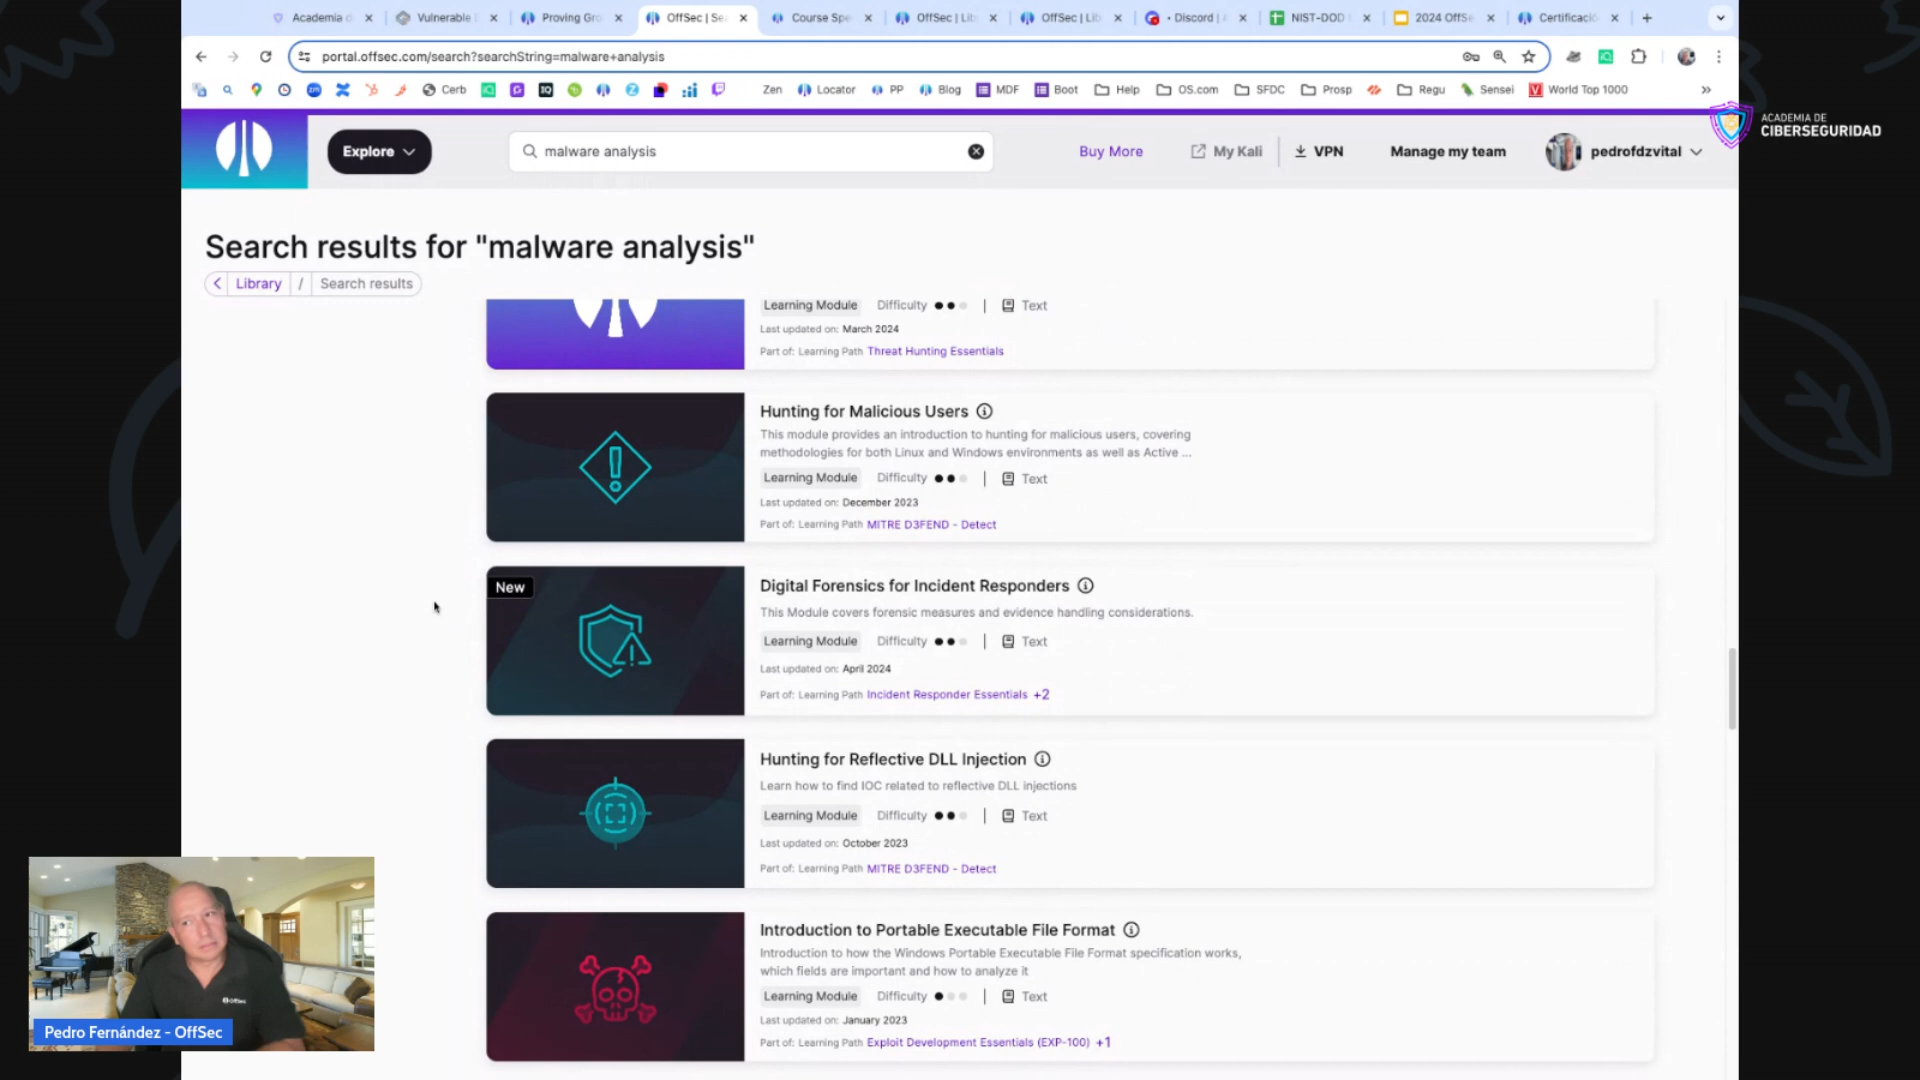 Academia d
Vulnerable
Proving Gro
OffSec | Se
Course Spe
OffSec | Lib
OffSec | Lib
• Discord |
NIST-DOD
2024 OffSe
Certificació
portal.offsec.com/search?searchString=malware+analysis
Cerb
Zen
Locator
PP
Blog
MDF
Boot
Help
OS.com
SFDC
Prosp
Regu
Sensei
World Top 1000
ACADEMIA DE
CIBERSEGURIDAD
Explore
malware analysis
Buy More
My Kali
VPN
Manage my team
pedrofdzvital
Search results for "malware analysis"
Library / Search results
Learning Module Difficulty | Text
Last updated on: March 2024
Part of: Learning Path Threat Hunting Essentials
Hunting for Malicious Users
This module provides an introduction to hunting for malicious users, covering
methodologies for both Linux and Windows environments as well as Active ...
Learning Module Difficulty | Text
Last updated on: December 2023
Part of: Learning Path MITRE D3FEND - Detect
New
Digital Forensics for Incident Responders
This Module covers forensic measures and evidence handling considerations.
Learning Module Difficulty | Text
Last updated on: April 2024
Part of: Learning Path Incident Responder Essentials +2
Hunting for Reflective DLL Injection
Learn how to find IOC related to reflective DLL injections
Learning Module Difficulty | Text
Last updated on: October 2023
Part of: Learning Path MITRE D3FEND - Detect
Introduction to Portable Executable File Format
Introduction to how the Windows Portable Executable File Format specification works,
which fields are important and how to analyze it
Learning Module Difficulty | Text
Last updated on: January 2023
Part of: Learning Path Exploit Development Essentials (EXP-100) +1
OffSec
Pedro Fernández - OffSec